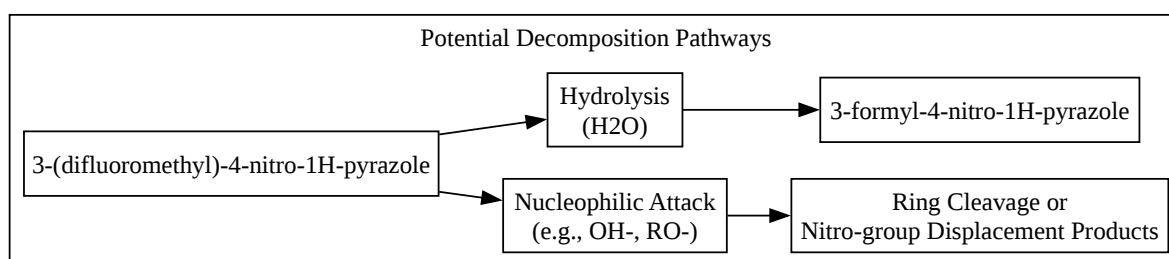 Potential Decomposition Pathways
3-(difluoromethyl)-4-nitro-1H-pyrazole
Hydrolysis
(H2O)
3-formyl-4-nitro-1H-pyrazole
Nucleophilic Attack
(e.g., OH-, RO-)
Ring Cleavage or
Nitro-group Displacement Products